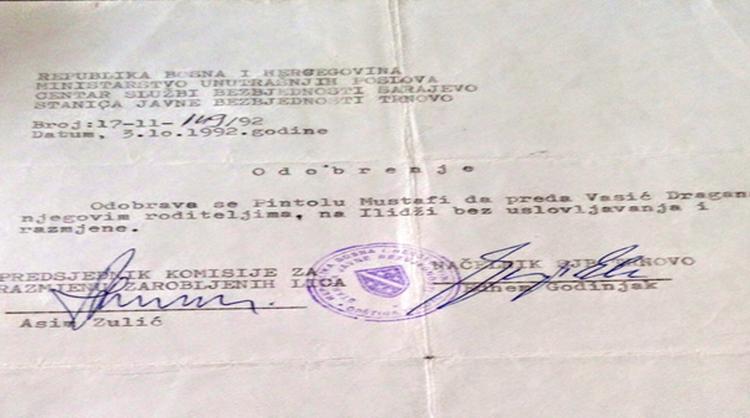 REPUBLIKA BOSNA I HERCEGOVINA
MINISTARSTVO UNUTRAŠNJIH POSLOVA
CENTAR SLUŽBI BEZBJEDNOSTI SARAJEVO
STANICA JAVNE BEZBJEDNOSTI TRNOVO
Broj:17-11-149/92
Datum, 3.lo.1992.godine
O d o b r e n j e
Odobrava se Pintolu Mustafi da preda Vasić Dragan
njegovim roditeljima, na Ilidži bez uslovljavanja i
razmjene.
PREDSJEDNIK KOMISIJE ZA
RAZMJENU ZAROBLJENIH LICA
Asim Zulić
NAČELNIK SJB TRNOVO
Edhem Godinjak